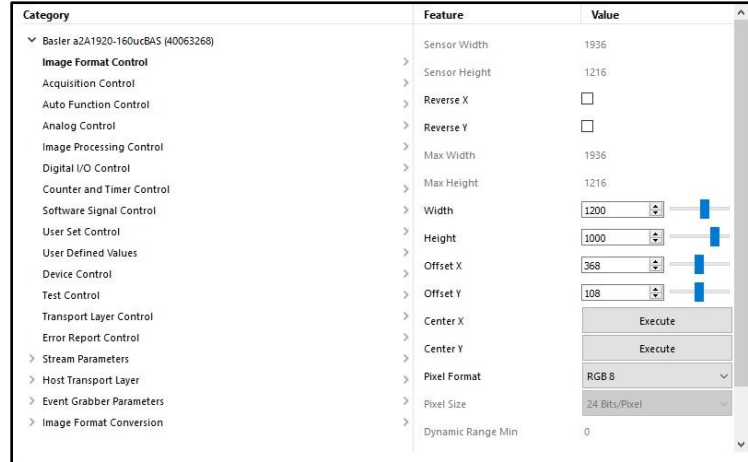 Category Feature Value
Basler a2A1920-160ucBAS (40063268)
Image Format Control
Acquisition Control
Auto Function Control
Analog Control
Image Processing Control
Digital I/O Control
Counter and Timer Control
Software Signal Control
User Set Control
User Defined Values
Device Control
Test Control
Transport Layer Control
Error Report Control
Stream Parameters
Host Transport Layer
Event Grabber Parameters
Image Format Conversion
Sensor Width 1936
Sensor Height 1216
Reverse X
Reverse Y
Max Width 1936
Max Height 1216
Width 1200
Height 1000
Offset X 368
Offset Y 108
Center X Execute
Center Y Execute
Pixel Format RGB 8
Pixel Size 24 Bits/Pixel
Dynamic Range Min 0